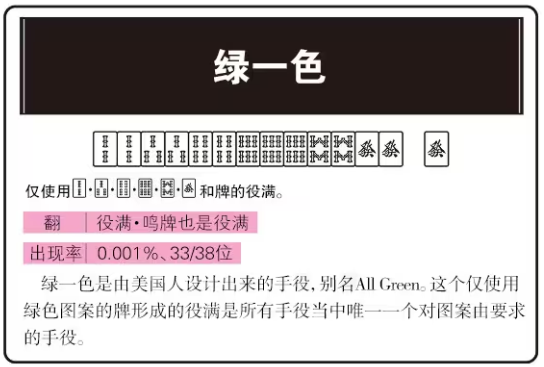 绿一色
發發 發
仅使用・・・・・發和牌的役满。
翻 役满・鸣牌也是役满
出现率 0.001%、33/38位
绿一色是由美国人设计出来的手役,别名All Green。这个仅使用
绿色图案的牌形成的役满是所有手役当中唯一一个对图案由要求
的手役。